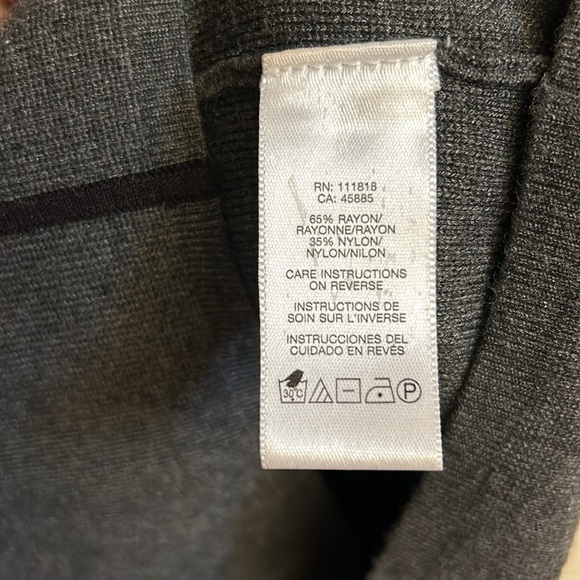 RN: 111818
CA: 45885
65% RAYON/
RAYONNE/RAYON
35% NYLON/
NYLON/NILON
CARE INSTRUCTIONS
ON REVERSE
INSTRUCTIONS DE
SOIN SUR L'INVERSE
INSTRUCCIONES DEL
CUIDADO EN REVÉS
30°C P